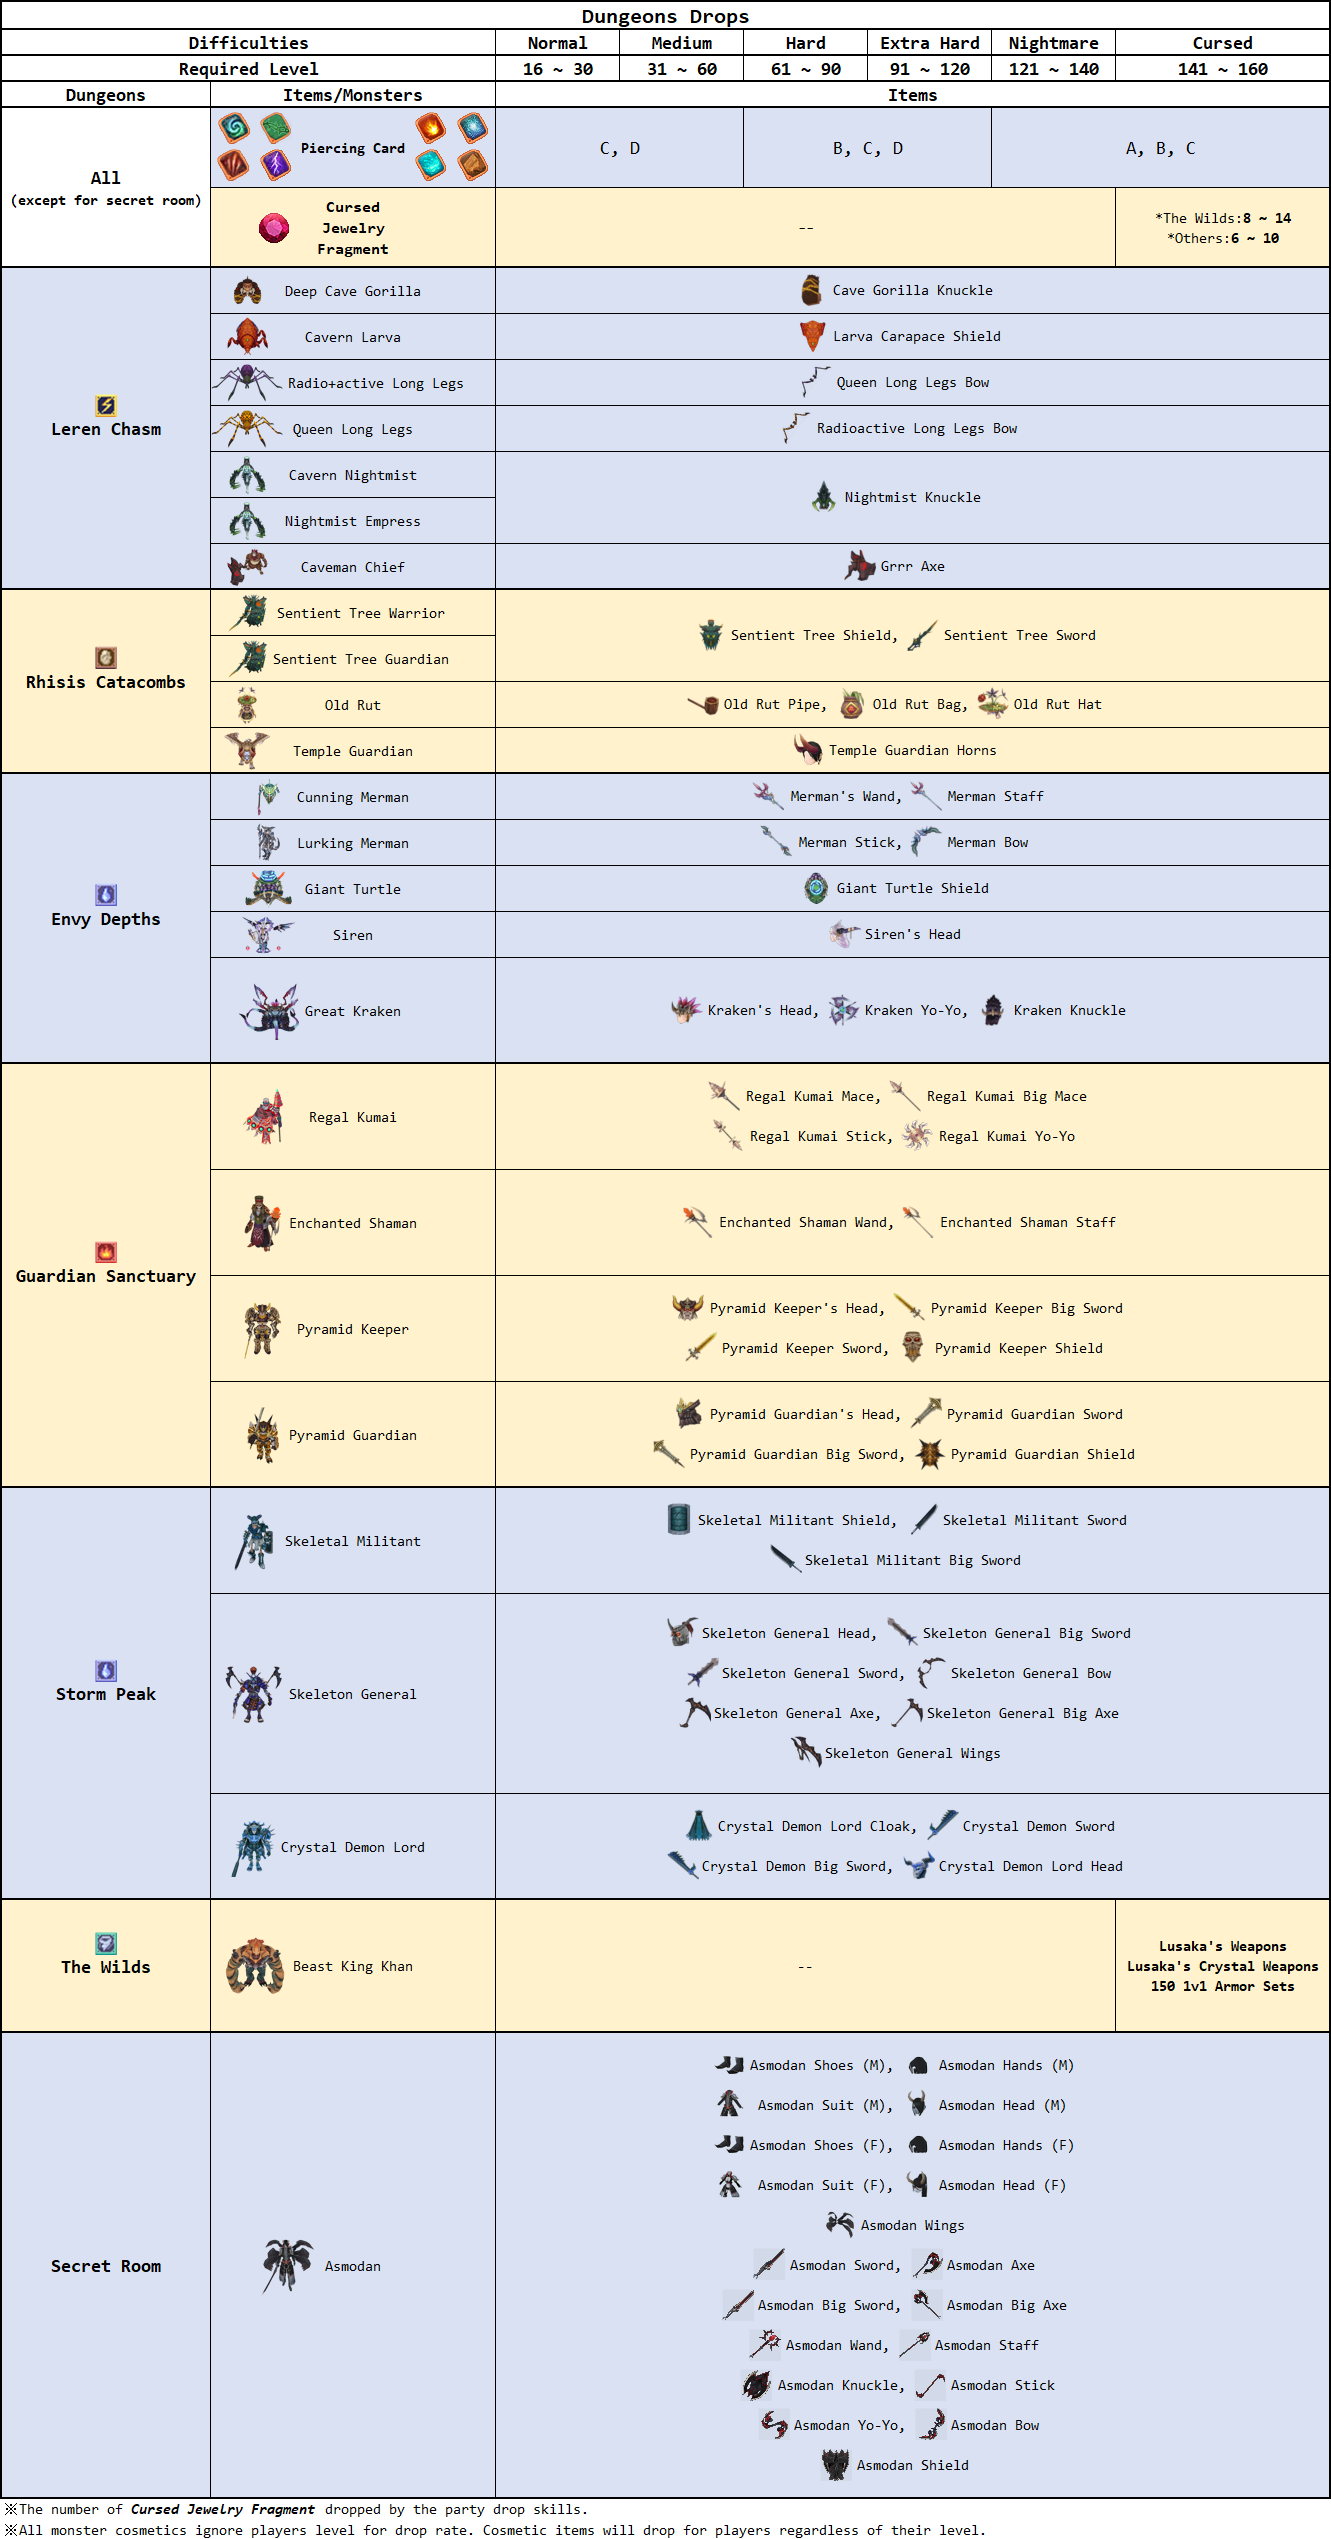 Dungeons Drops
Difficulties Normal Medium Hard Extra Hard Nightmare Cursed
Required Level 16 ~ 30 31 ~ 60 61 ~ 90 91 ~ 120 121 ~ 140 141 ~ 160
Dungeons Items/Monsters Items
All
(except for secret room)
Piercing Card C, D B, C, D A, B, C
Cursed
Jewelry
Fragment
--
*The Wilds:8 ~ 14
*Others:6 ~ 10
Leren Chasm
Deep Cave Gorilla Cave Gorilla Knuckle
Cavern Larva Larva Carapace Shield
Radio+active Long Legs Queen Long Legs Bow
Queen Long Legs Radioactive Long Legs Bow
Cavern Nightmist
Nightmist Empress
Nightmist Knuckle
Caveman Chief Grrr Axe
Rhisis Catacombs
Sentient Tree Warrior
Sentient Tree Guardian
Sentient Tree Shield, Sentient Tree Sword
Old Rut Old Rut Pipe, Old Rut Bag, Old Rut Hat
Temple Guardian Temple Guardian Horns
Envy Depths
Cunning Merman Merman's Wand, Merman Staff
Lurking Merman Merman Stick, Merman Bow
Giant Turtle Giant Turtle Shield
Siren Siren's Head
Great Kraken Kraken's Head, Kraken Yo-Yo, Kraken Knuckle
Guardian Sanctuary
Regal Kumai
Regal Kumai Mace, Regal Kumai Big Mace
Regal Kumai Stick, Regal Kumai Yo-Yo
Enchanted Shaman Enchanted Shaman Wand, Enchanted Shaman Staff
Pyramid Keeper
Pyramid Keeper's Head, Pyramid Keeper Big Sword
Pyramid Keeper Sword, Pyramid Keeper Shield
Pyramid Guardian
Pyramid Guardian's Head, Pyramid Guardian Sword
Pyramid Guardian Big Sword, Pyramid Guardian Shield
Storm Peak
Skeletal Militant
Skeletal Militant Shield, Skeletal Militant Sword
Skeletal Militant Big Sword
Skeleton General
Skeleton General Head, Skeleton General Big Sword
Skeleton General Sword, Skeleton General Bow
Skeleton General Axe, Skeleton General Big Axe
Skeleton General Wings
Crystal Demon Lord
Crystal Demon Lord Cloak, Crystal Demon Sword
Crystal Demon Big Sword, Crystal Demon Lord Head
The Wilds
Beast King Khan
--
Lusaka's Weapons
Lusaka's Crystal Weapons
150 lvl Armor Sets
Secret Room
Asmodan
Asmodan Shoes (M), Asmodan Hands (M)
Asmodan Suit (M), Asmodan Head (M)
Asmodan Shoes (F), Asmodan Hands (F)
Asmodan Suit (F), Asmodan Head (F)
Asmodan Wings
Asmodan Sword, Asmodan Axe
Asmodan Big Sword, Asmodan Big Axe
Asmodan Wand, Asmodan Staff
Asmodan Knuckle, Asmodan Stick
Asmodan Yo-Yo, Asmodan Bow
Asmodan Shield
※The number of Cursed Jewelry Fragment dropped by the party drop skills.
※All monster cosmetics ignore players level for drop rate. Cosmetic items will drop for players regardless of their level.